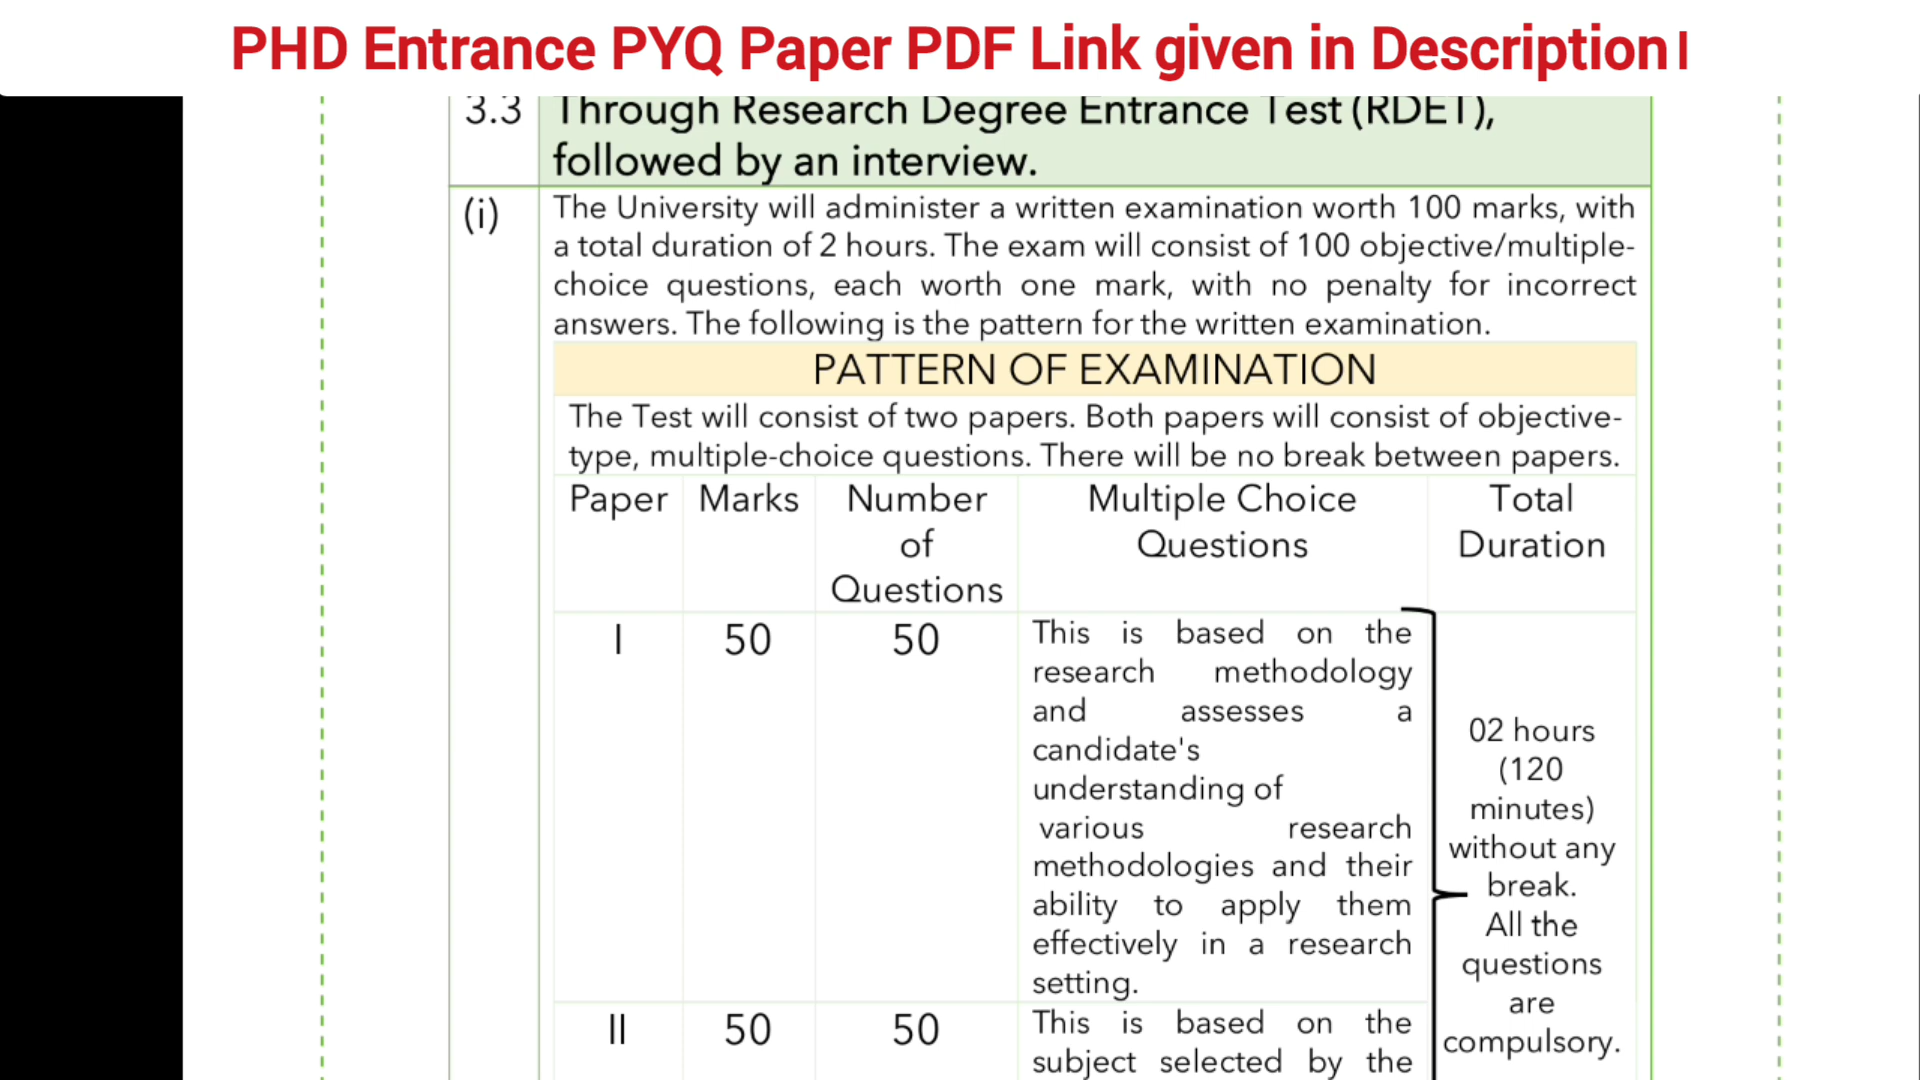 PHD Entrance PYQ Paper PDF Link given in Description।
3.3 Through Research Degree Entrance Test (RDET),
followed by an interview.
(i) The University will administer a written examination worth 100 marks, with
a total duration of 2 hours. The exam will consist of 100 objective/multiple-
choice questions, each worth one mark, with no penalty for incorrect
answers. The following is the pattern for the written examination.
PATTERN OF EXAMINATION
The Test will consist of two papers. Both papers will consist of objective-
type, multiple-choice questions. There will be no break between papers.
Paper
Marks
Number
of
Questions
Multiple Choice
Questions
Total
Duration
I
50
50
This is based on the
research methodology
and assesses a
candidate's
understanding of
various research
methodologies and their
ability to apply them
effectively in a research
setting.
02 hours
(120
minutes)
without any
break.
All the
questions
are
compulsory.
II
50
50
This is based on the
subject selected by the